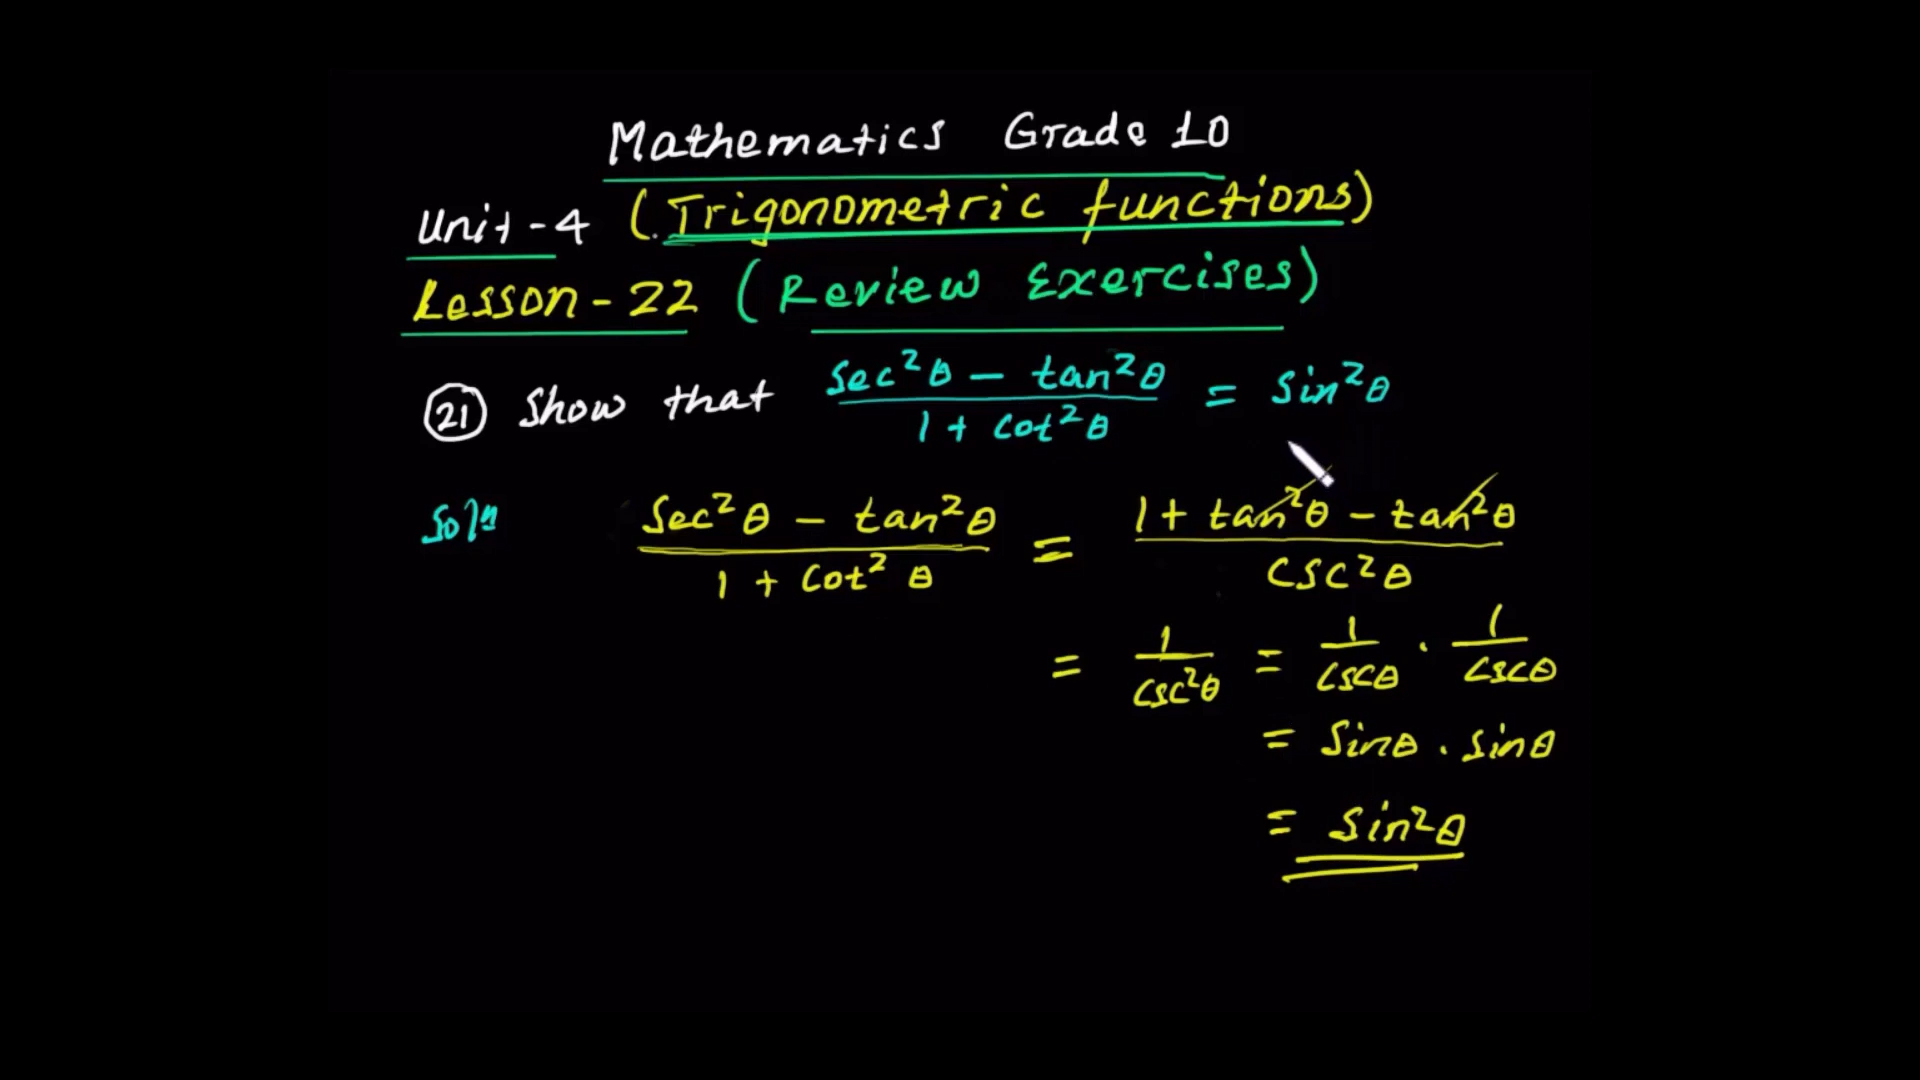 Mathematics Grade 10
Unit-4 (Trigonometric functions)
Lesson-22 (Review Exercises)
(21) Show that (sec²θ − tan²θ)/(1 + cot²θ) = sin²θ
Solⁿ (sec²θ − tan²θ)/(1 + cot²θ) = (1 + tan²θ − tan²θ)/(csc²θ)
= 1/csc²θ = 1/cscθ · 1/cscθ
= sinθ · sinθ
= sin²θ